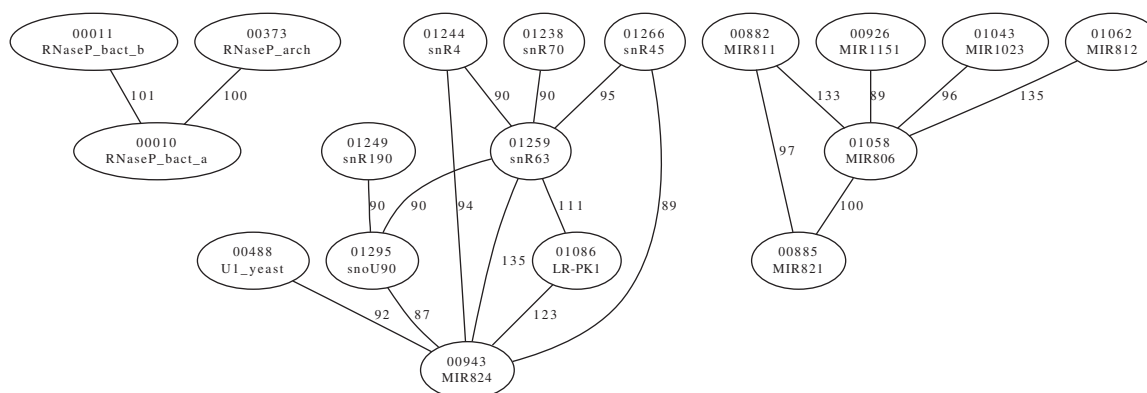 00011
RNaseP_bact_b
00373
RNaseP_arch
01244
snR4
01238
snR70
01266
snR45
00882
MIR811
00926
MIR1151
01043
MIR1023
01062
MIR812
101
100
90
90
95
133
89
96
135
00010
RNaseP_bact_a
01249
snR190
01259
snR63
01058
MIR806
97
90
90
94
111
89
100
00488
U1_yeast
01295
snoU90
135
01086
LR-PK1
00885
MIR821
92
87
123
00943
MIR824